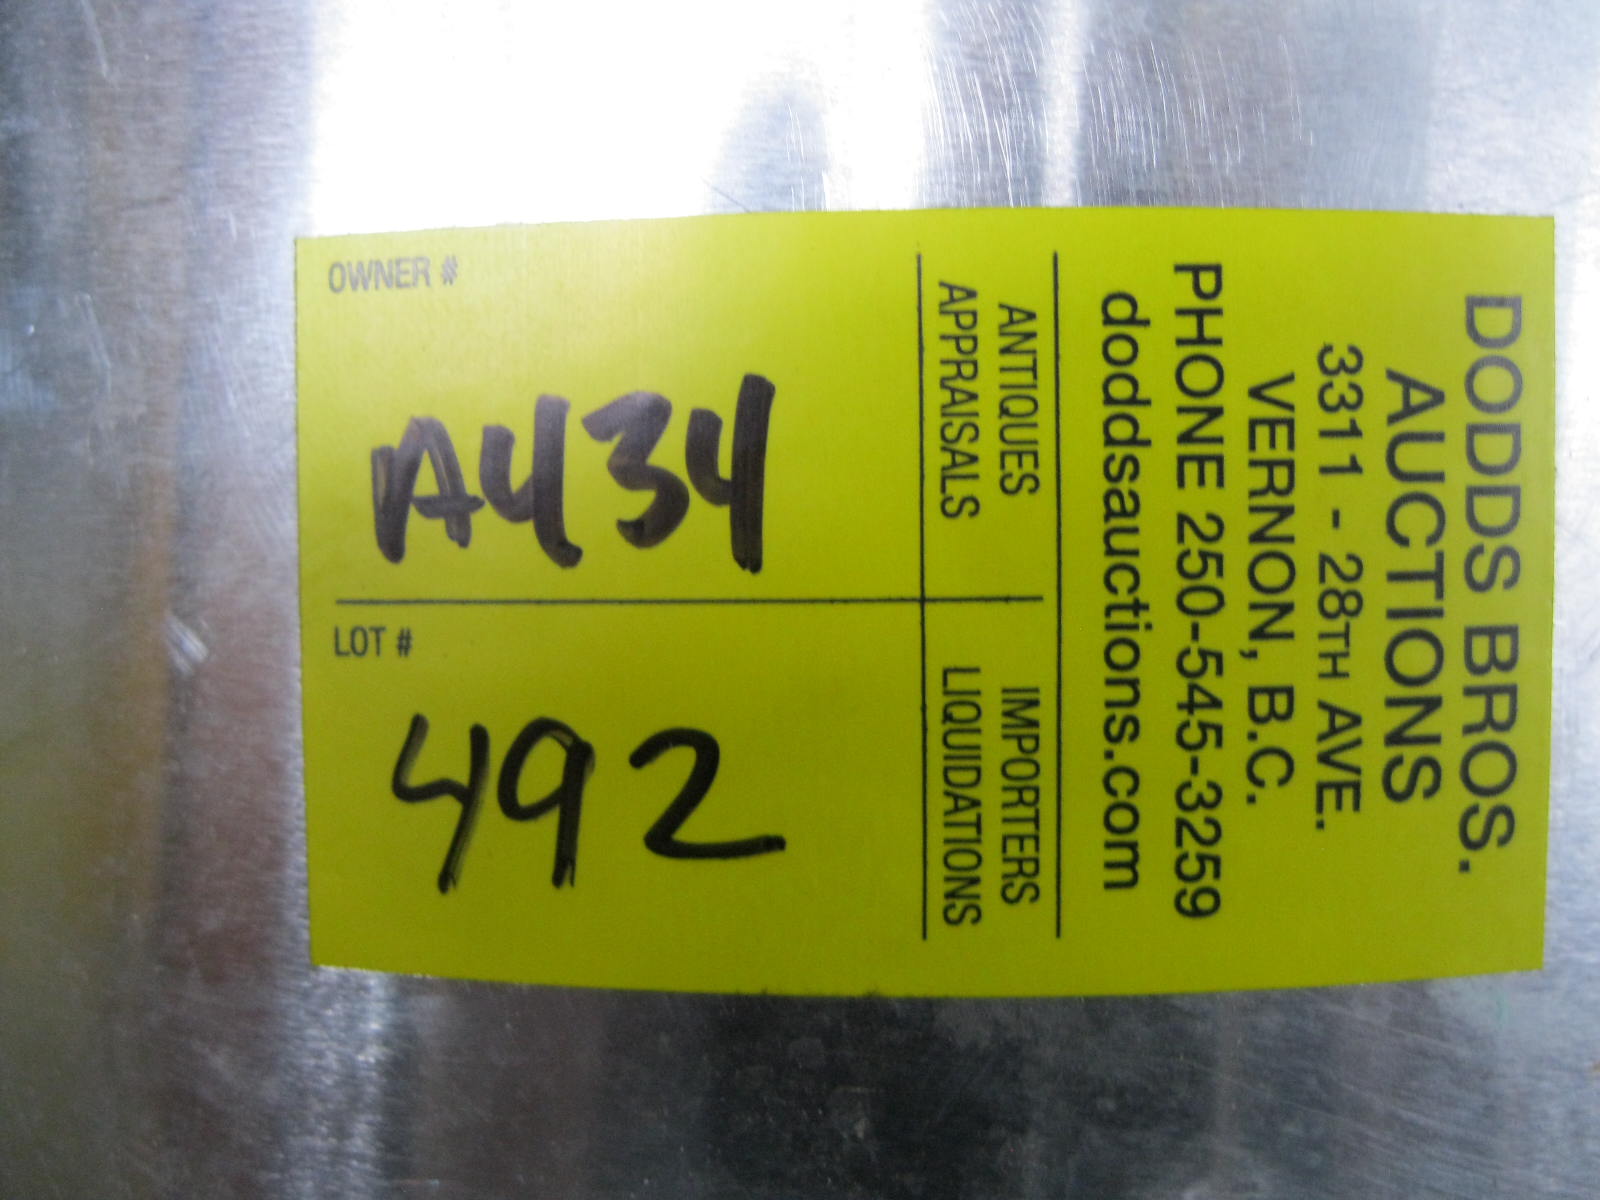 DODDS BROS.
AUCTIONS
3311 - 28TH AVE.
VERNON, B.C.
PHONE 250-545-3259
doddsauctions.com
ANTIQUES IMPORTERS
APPRAISALS LIQUIDATIONS
OWNER #
A434
LOT #
492